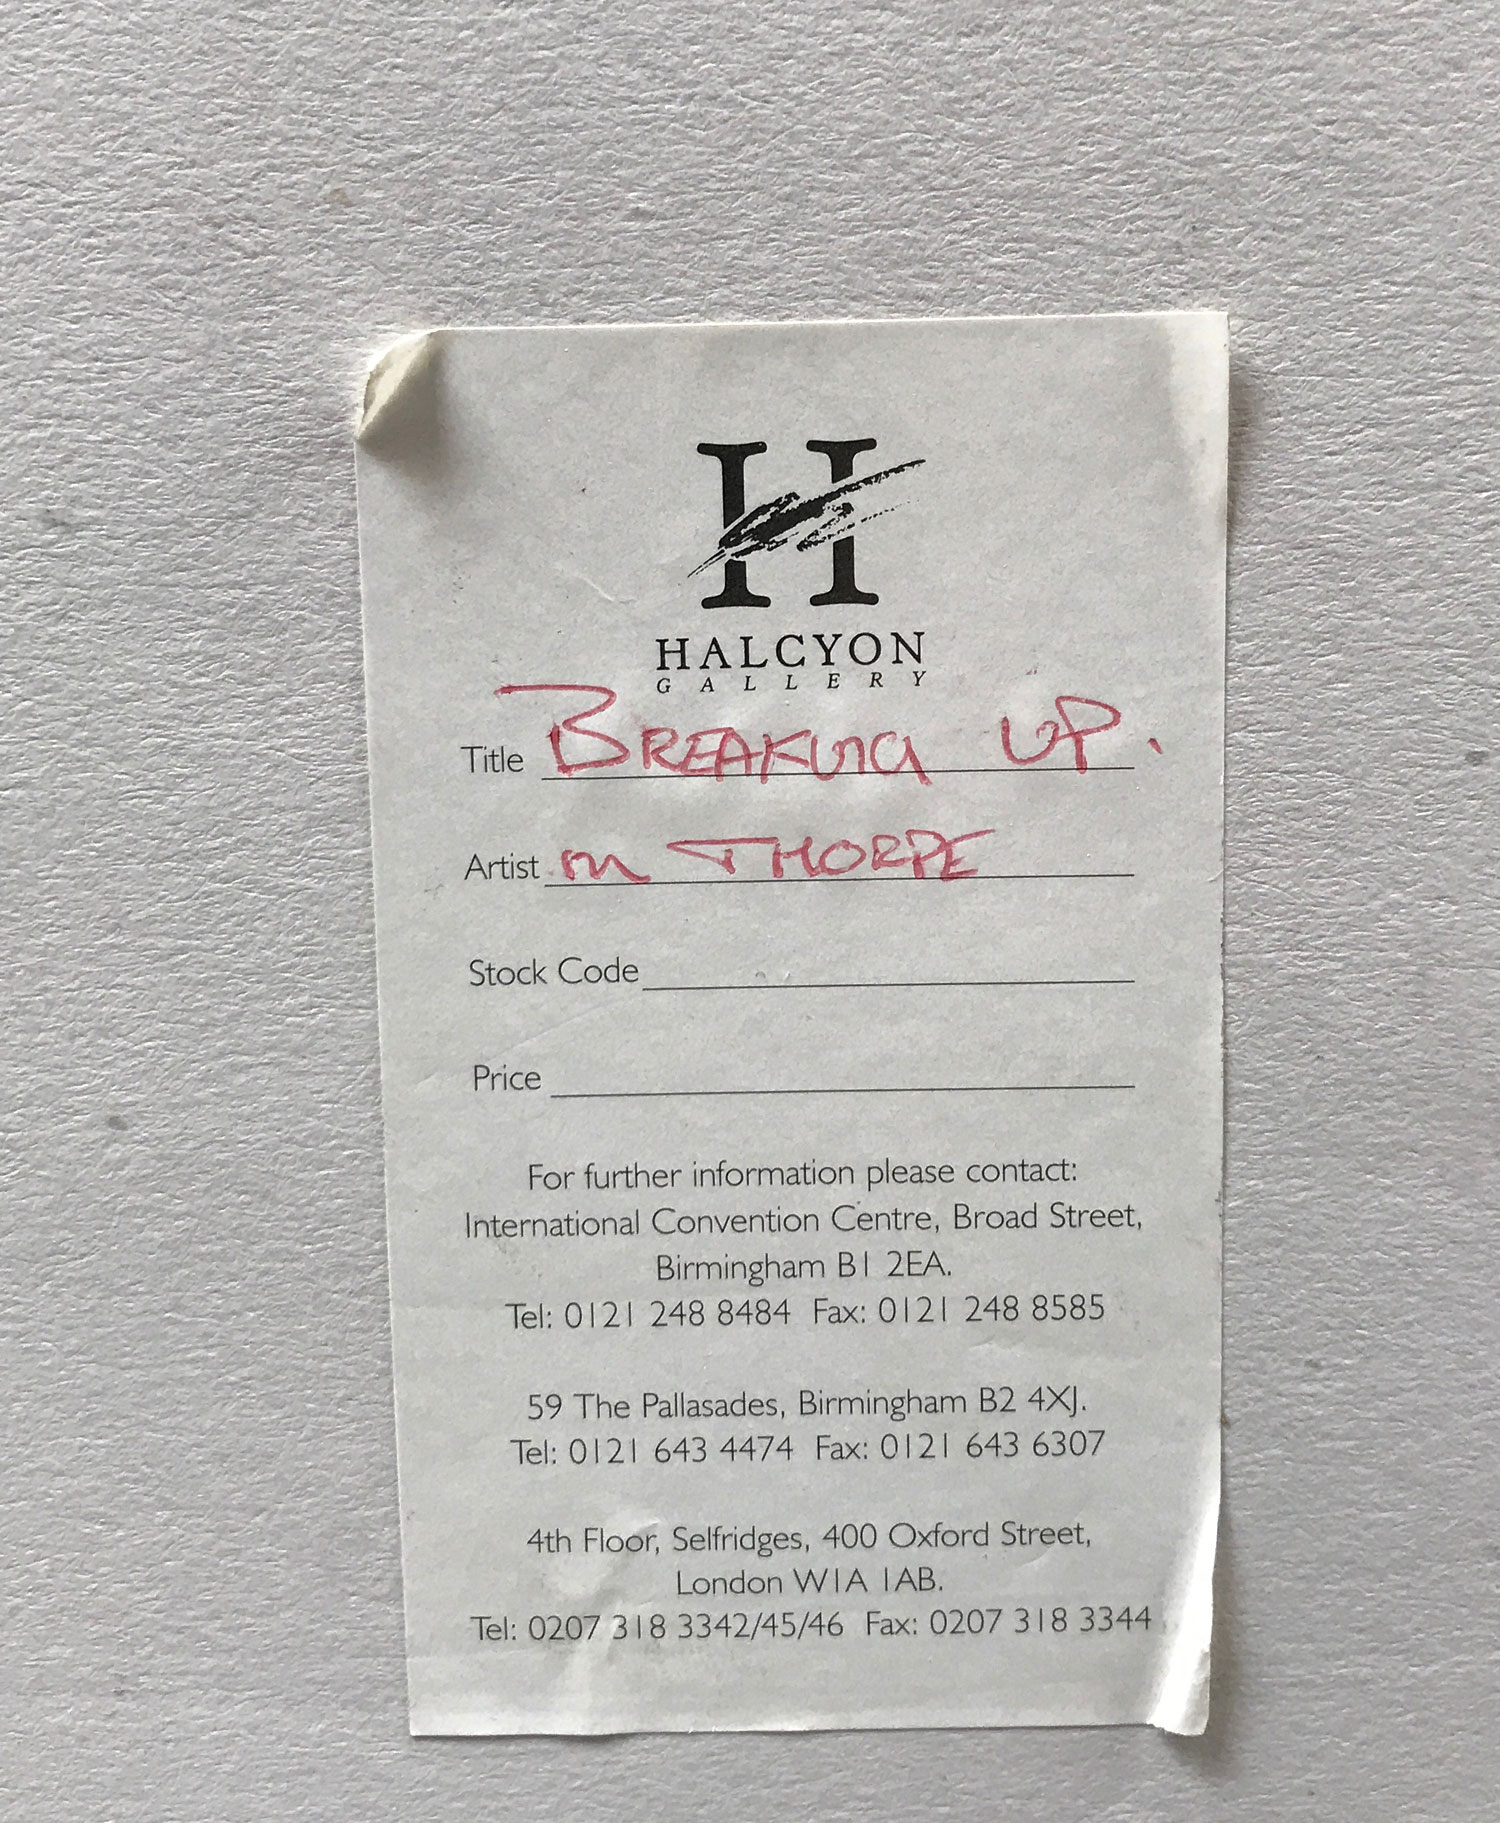 H
HALCYON
GALLERY
Title BREAKING UP.
Artist M THORPE
Stock Code
Price
For further information please contact:
International Convention Centre, Broad Street,
Birmingham B1 2EA.
Tel: 0121 248 8484 Fax: 0121 248 8585
59 The Pallasades, Birmingham B2 4XJ.
Tel: 0121 643 4474 Fax: 0121 643 6307
4th Floor, Selfridges, 400 Oxford Street,
London W1A 1AB.
Tel: 0207 318 3342/45/46 Fax: 0207 318 3344